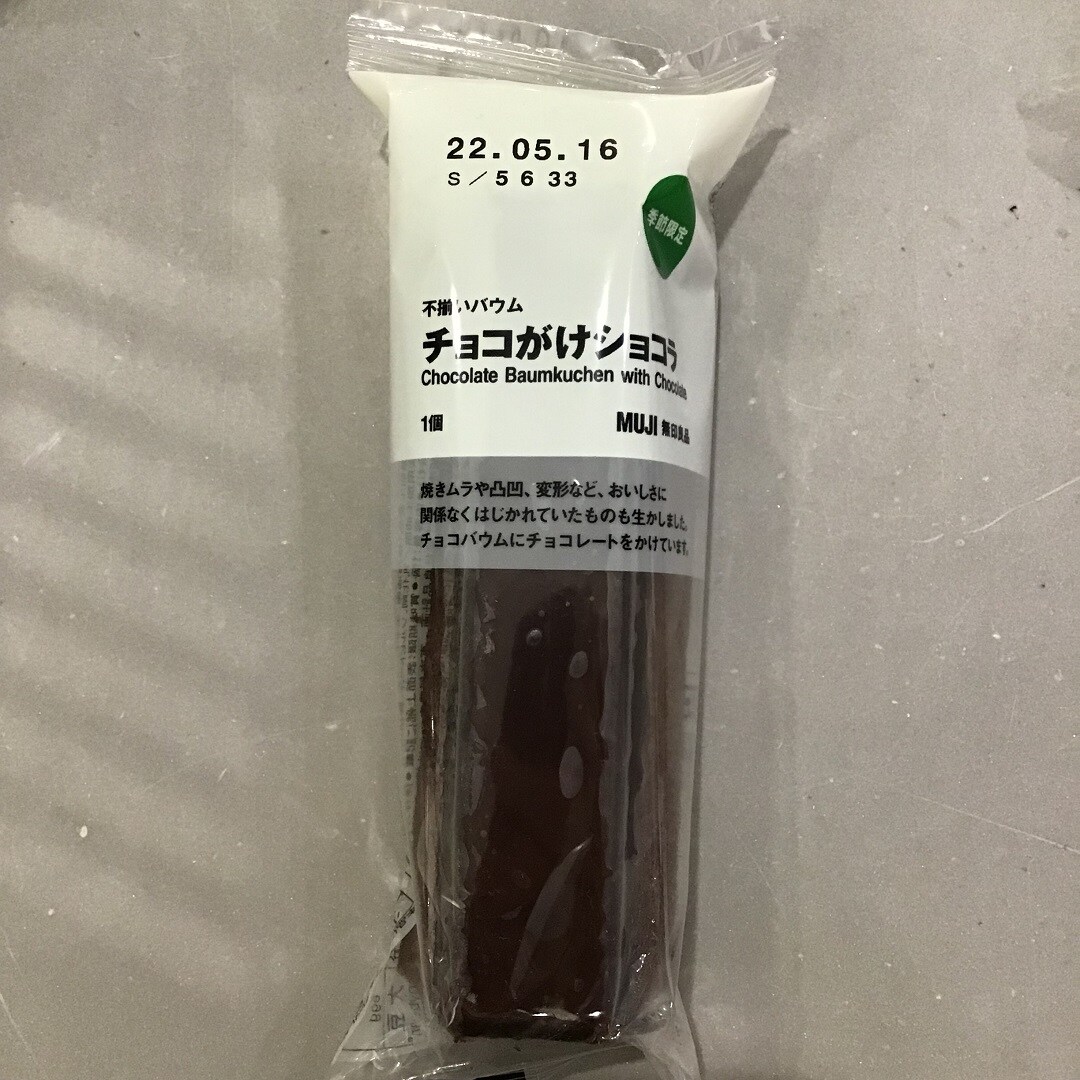 22.05.16
S/5633
季節限定
不揃いバウム
チョコがけショコラ
Chocolate Baumkuchen with Chocolate
1個
MUJI 無印良品
焼きムラや凸凹、変形など、おいしさに
関係なくはじかれていたものも生かしました。
チョコバウムにチョコレートをかけています。